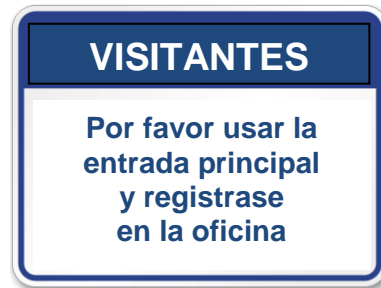 VISITANTES
Por favor usar la
entrada principal
y registrase
en la oficina